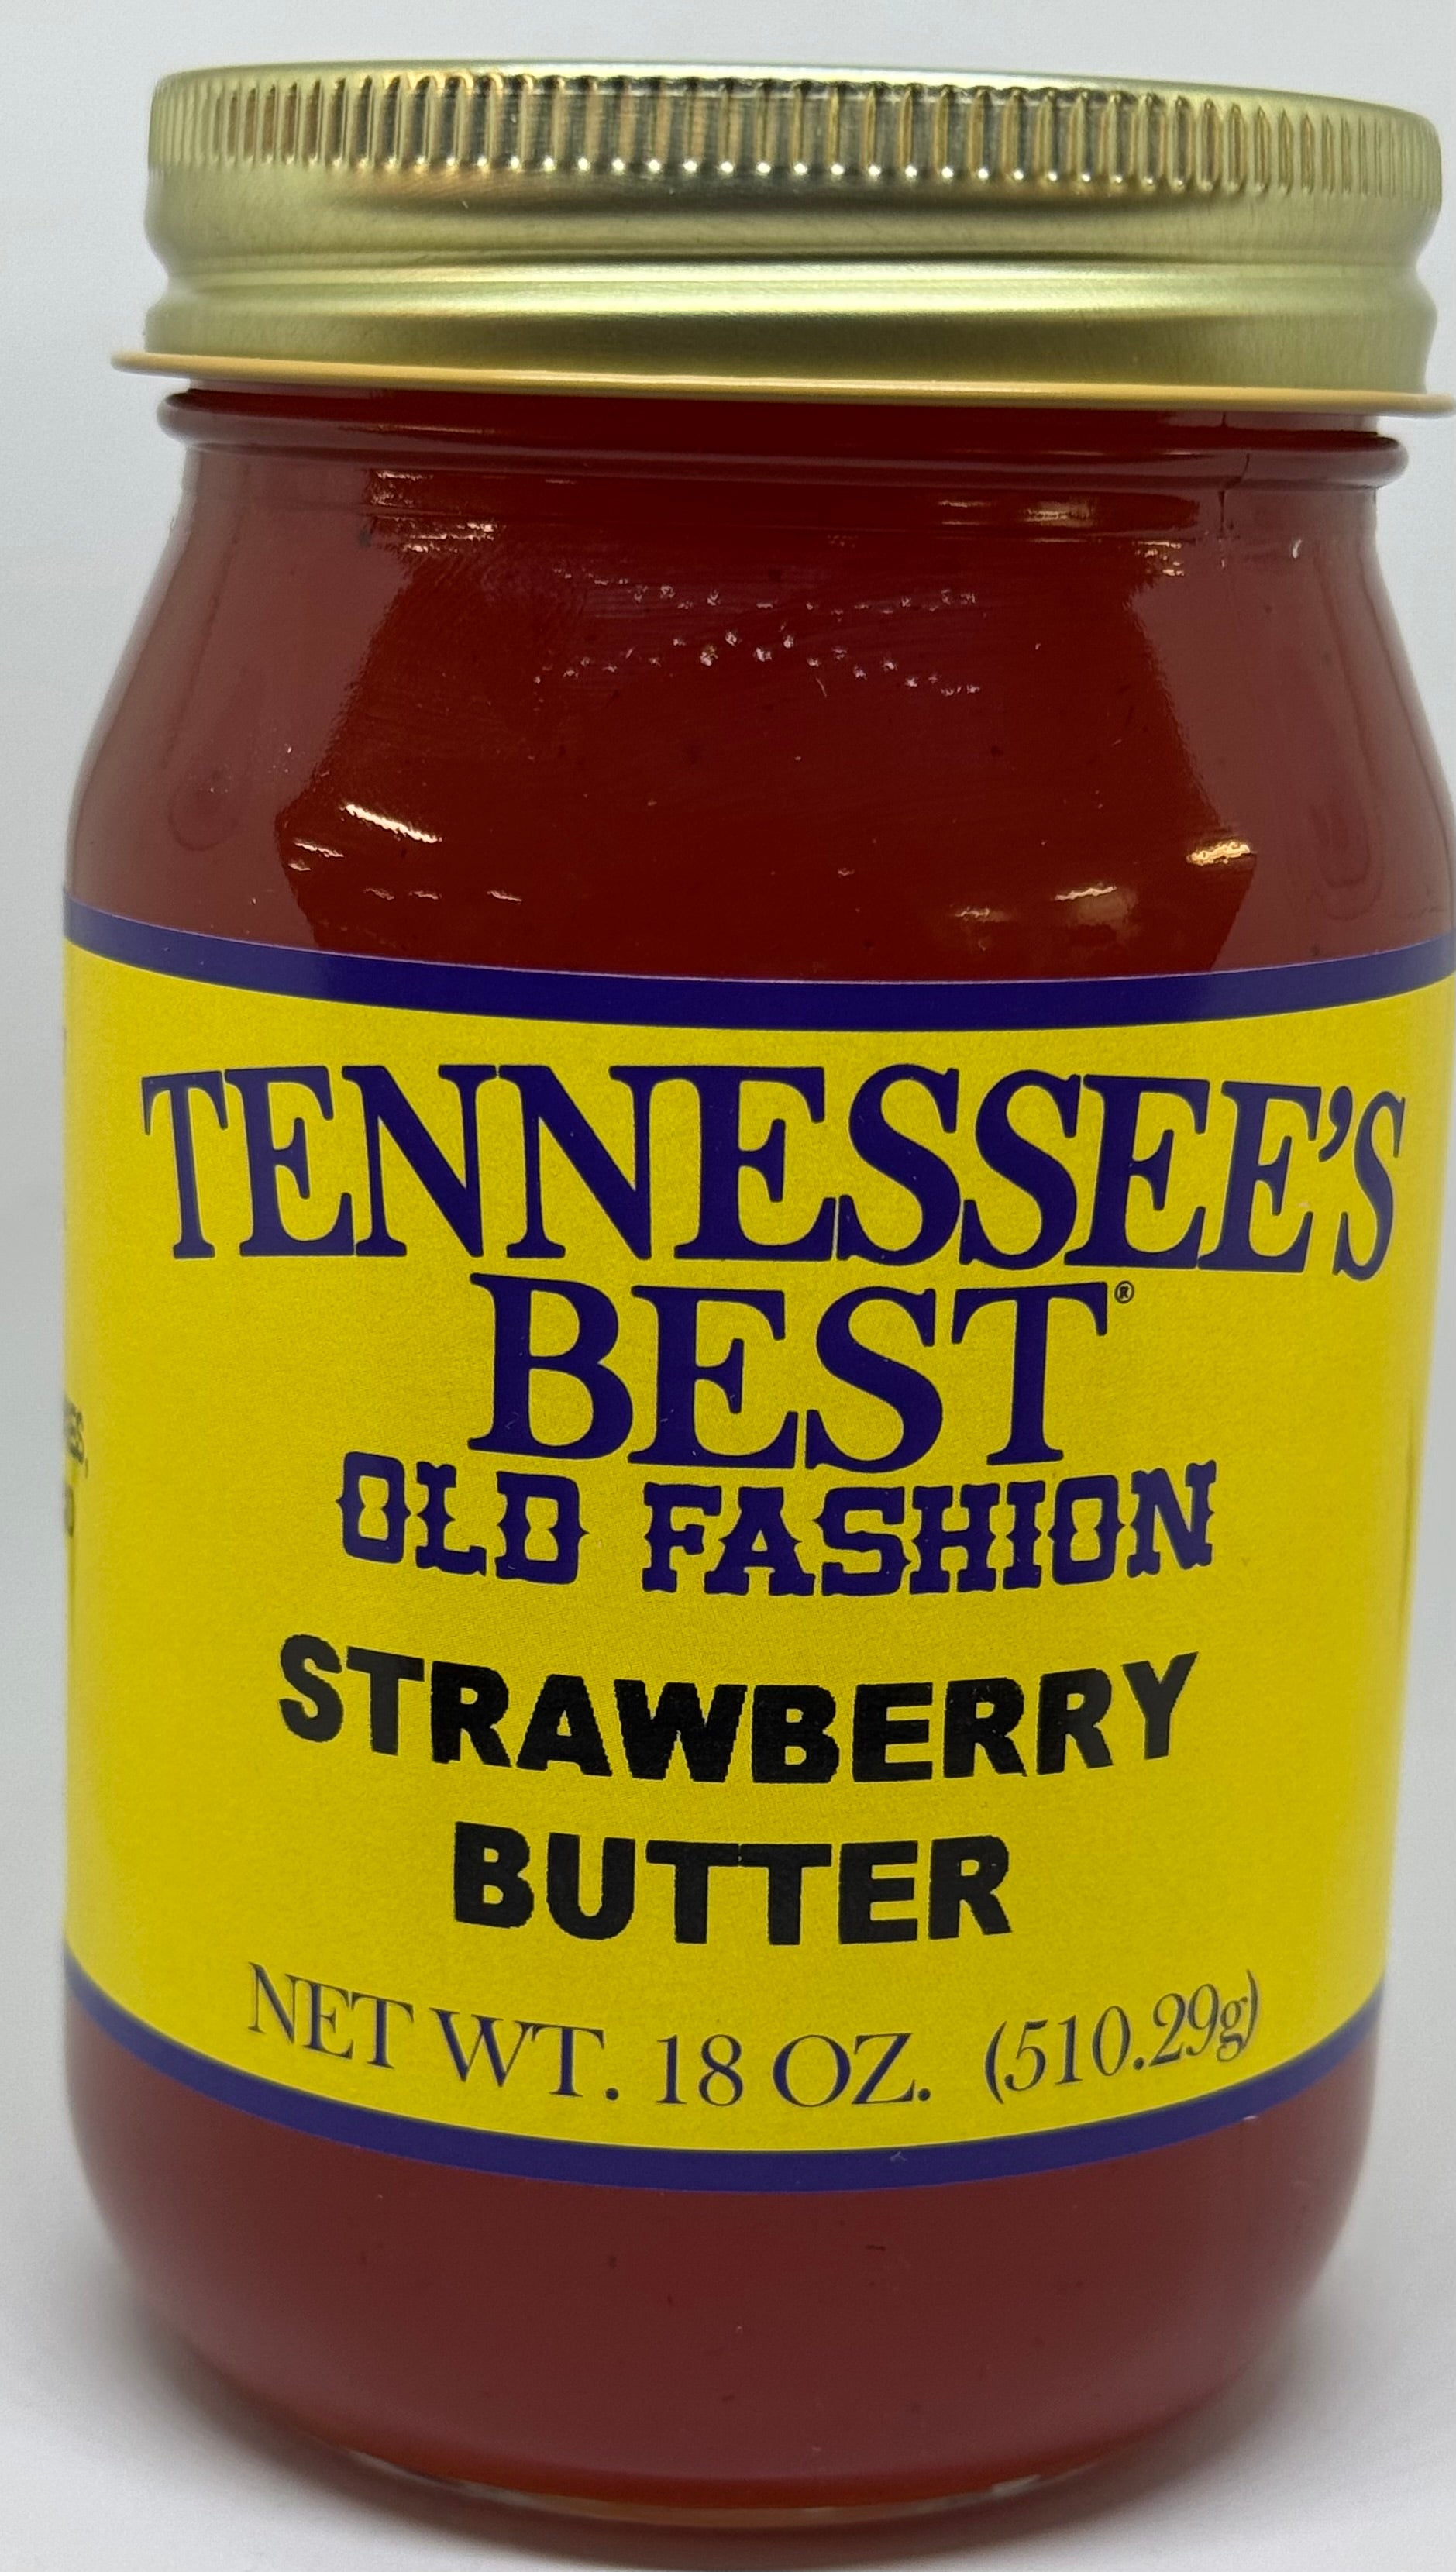 TENNESSEE'S
BEST®
OLD FASHION
STRAWBERRY
BUTTER
NET WT. 18 OZ. (510.29g)